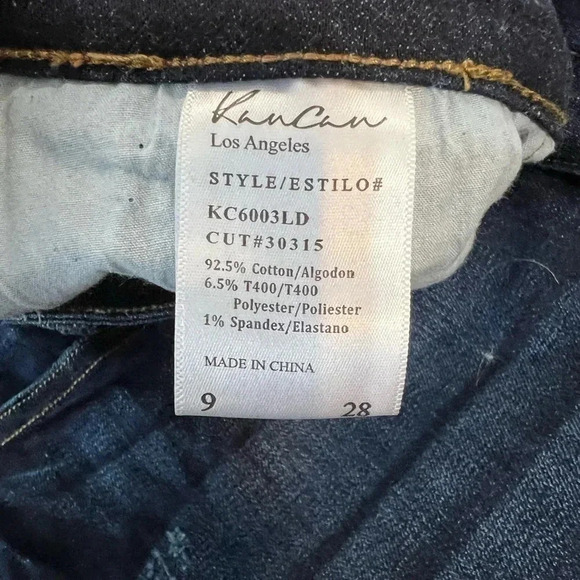 KanCan
Los Angeles
STYLE/ESTILO#
KC6003LD
CUT#30315
92.5% Cotton/Algodon
6.5% T400/T400
Polyester/Poliester
1% Spandex/Elastano
MADE IN CHINA
9 28